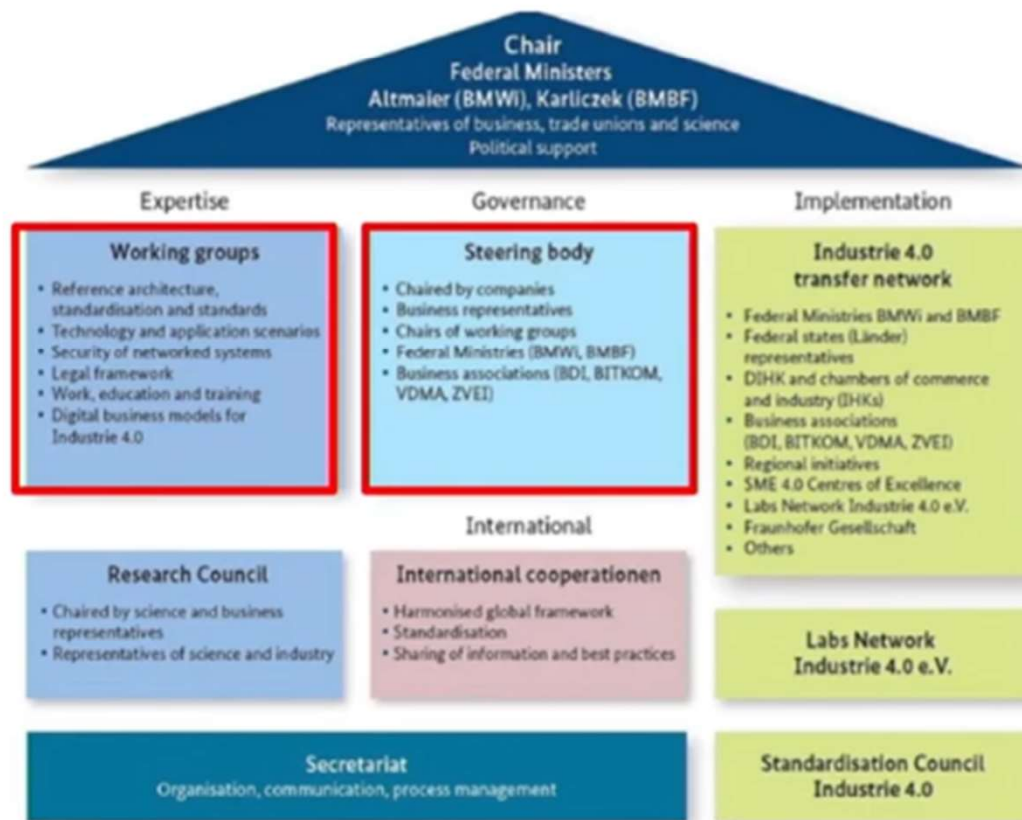 Chair
Federal Ministers
Altmaier (BMWi), Karliczek (BMBF)
Representatives of business, trade unions and science
Political support
Expertise
Working groups
• Reference architecture,
standardisation and standards
• Technology and application scenarios
• Security of networked systems
• Legal framework
• Work, education and training
• Digital business models for
Industrie 4.0
Research Council
• Chaired by science and business
representatives
• Representatives of science and industry
Governance
Steering body
• Chaired by companies
• Business representatives
• Chairs of working groups
• Federal Ministries (BMWi, BMBF)
• Business associations (BDI, BITKOM,
VDMA, ZVEI)
International
International cooperationen
• Harmonised global framework
• Standardisation
• Sharing of information and best practices
Secretariat
Organisation, communication, process management
Implementation
Industrie 4.0
transfer network
• Federal Ministries BMWi and BMBF
• Federal states (Länder)
representatives
• DIHK and chambers of commerce
and industry (IHKs)
• Business associations
(BDI, BITKOM, VDMA, ZVEI)
• Regional initiatives
• SME 4.0 Centres of Excellence
• Labs Network Industrie 4.0 e.V.
• Fraunhofer Gesellschaft
• Others
Labs Network
Industrie 4.0 e.V.
Standardisation Council
Industrie 4.0